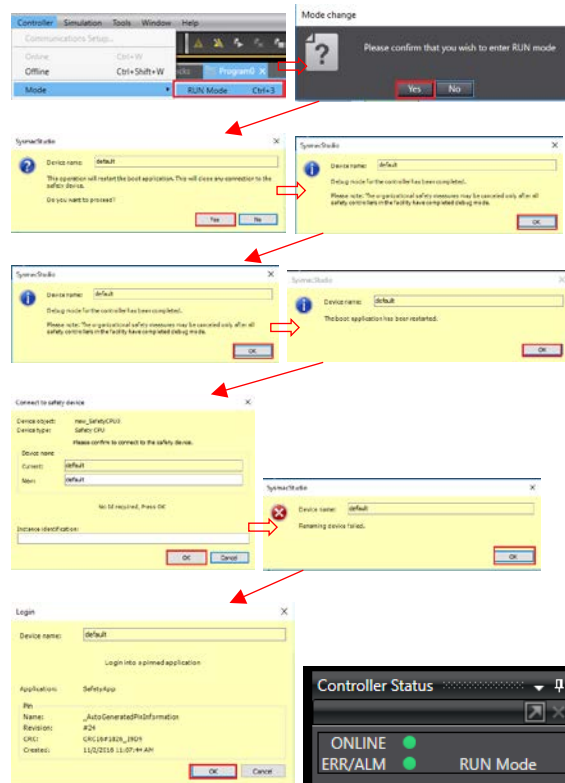 Controller Simulation Tools Window Help
Communications Setup...
Online Ctrl+W
Offline Ctrl+Shift+W
Program0 X
Mode RUN Mode Ctrl+3
Mode change
Please confirm that you wish to enter RUN mode
Yes No
SysmacStudio
Device name: default
This operation will restart the boot application. This will close any connection to the
safety device.
Do you want to proceed?
Yes No
SysmacStudio
Device name: default
Debug mode for the controller has been completed.
Please note: The organizational safety measures may be canceled only after all
safety controllers in the facility have completed debug mode.
OK
SysmacStudio
Device name: default
Debug mode for the controller has been completed.
Please note: The organizational safety measures may be canceled only after all
safety controllers in the facility have completed debug mode.
OK
SysmacStudio
Device name: default
The boot application has been restarted.
OK
Connect to safety device
Device object: new_SafetyCPU3
Device type: Safety CPU
Please confirm to connect to the safety device.
Device name
Current: default
New: default
No Id required, Press OK
Instance identification:
OK Cancel
SysmacStudio
Device name: default
Renaming device failed.
OK
Login
Device name: default
Login into a pinned application
Application: SafetyApp
Pin
Name: _AutoGeneratedPinInformation
Revision: #24
CRC:
Created: 11/2/2016 11:07:44 AM
OK Cancel
Controller Status
ONLINE
ERR/ALM RUN Mode